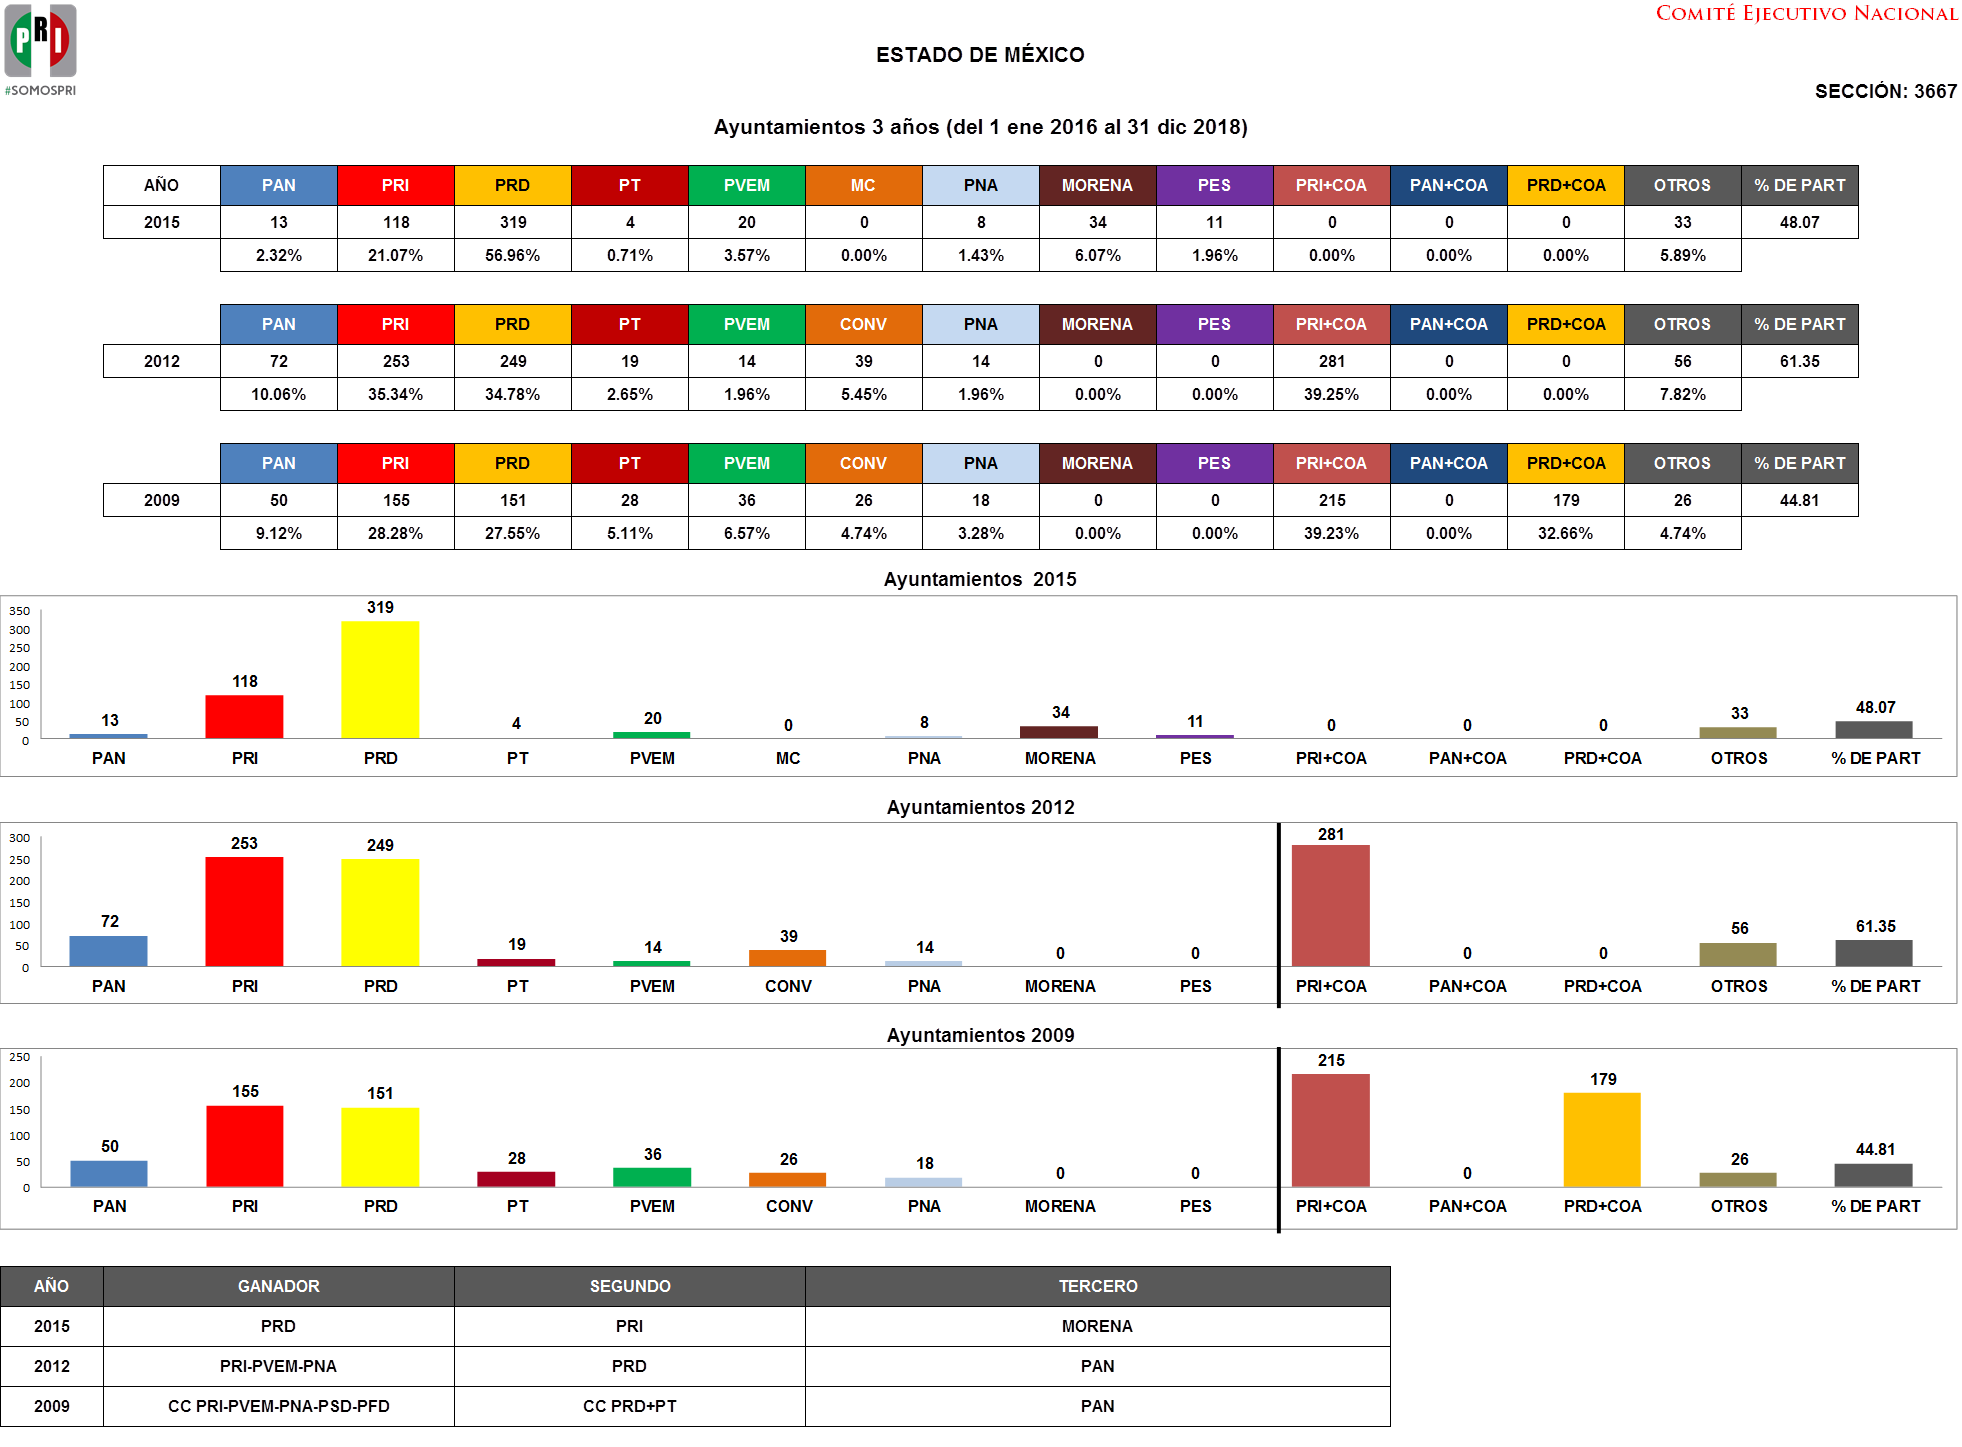 COMITÉ EJECUTIVO NACIONAL
PRI
#SOMOSPRI
ESTADO DE MÉXICO
SECCIÓN: 3667
Ayuntamientos 3 años (del 1 ene 2016 al 31 dic 2018)
AÑO PAN PRI PRD PT PVEM MC PNA MORENA PES PRI+COA PAN+COA PRD+COA OTROS % DE PART
2015 13 118 319 4 20 0 8 34 11 0 0 0 33 48.07
2.32% 21.07% 56.96% 0.71% 3.57% 0.00% 1.43% 6.07% 1.96% 0.00% 0.00% 0.00% 5.89%
PAN PRI PRD PT PVEM CONV PNA MORENA PES PRI+COA PAN+COA PRD+COA OTROS % DE PART
2012 72 253 249 19 14 39 14 0 0 281 0 0 56 61.35
10.06% 35.34% 34.78% 2.65% 1.96% 5.45% 1.96% 0.00% 0.00% 39.25% 0.00% 0.00% 7.82%
PAN PRI PRD PT PVEM CONV PNA MORENA PES PRI+COA PAN+COA PRD+COA OTROS % DE PART
2009 50 155 151 28 36 26 18 0 0 215 0 179 26 44.81
9.12% 28.28% 27.55% 5.11% 6.57% 4.74% 3.28% 0.00% 0.00% 39.23% 0.00% 32.66% 4.74%
Ayuntamientos 2015
350
300
250
200
150
100
50
0
13 118 319 4 20 0 8 34 11 0 0 0 33 48.07
PAN PRI PRD PT PVEM MC PNA MORENA PES PRI+COA PAN+COA PRD+COA OTROS % DE PART
Ayuntamientos 2012
300
250
200
150
100
50
0
72 253 249 19 14 39 14 0 0 281 0 0 56 61.35
PAN PRI PRD PT PVEM CONV PNA MORENA PES PRI+COA PAN+COA PRD+COA OTROS % DE PART
Ayuntamientos 2009
250
200
150
100
50
0
50 155 151 28 36 26 18 0 0 215 0 179 26 44.81
PAN PRI PRD PT PVEM CONV PNA MORENA PES PRI+COA PAN+COA PRD+COA OTROS % DE PART
AÑO GANADOR SEGUNDO TERCERO
2015 PRD PRI MORENA
2012 PRI-PVEM-PNA PRD PAN
2009 CC PRI-PVEM-PNA-PSD-PFD CC PRD+PT PAN